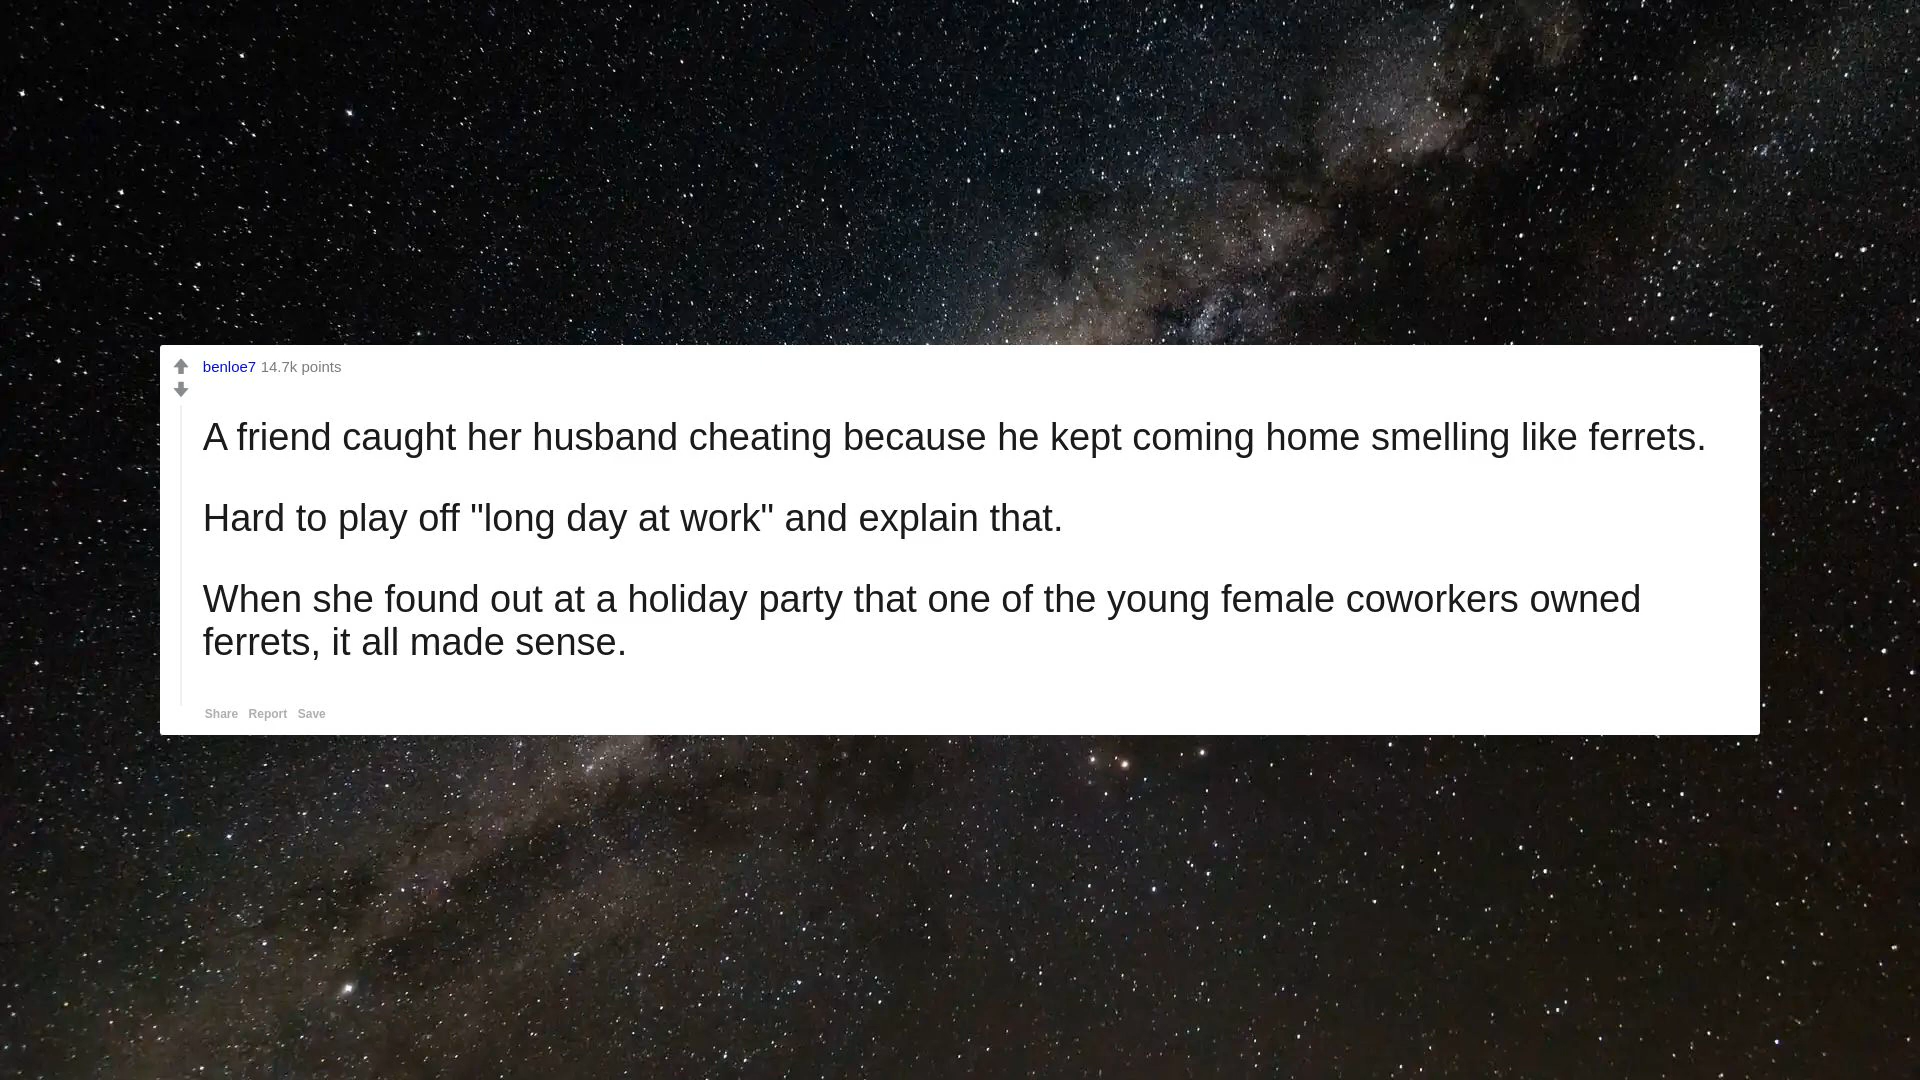 benloe7 14.7k points
A friend caught her husband cheating because he kept coming home smelling like ferrets.
Hard to play off "long day at work" and explain that.
When she found out at a holiday party that one of the young female coworkers owned
ferrets, it all made sense.
Share Report Save